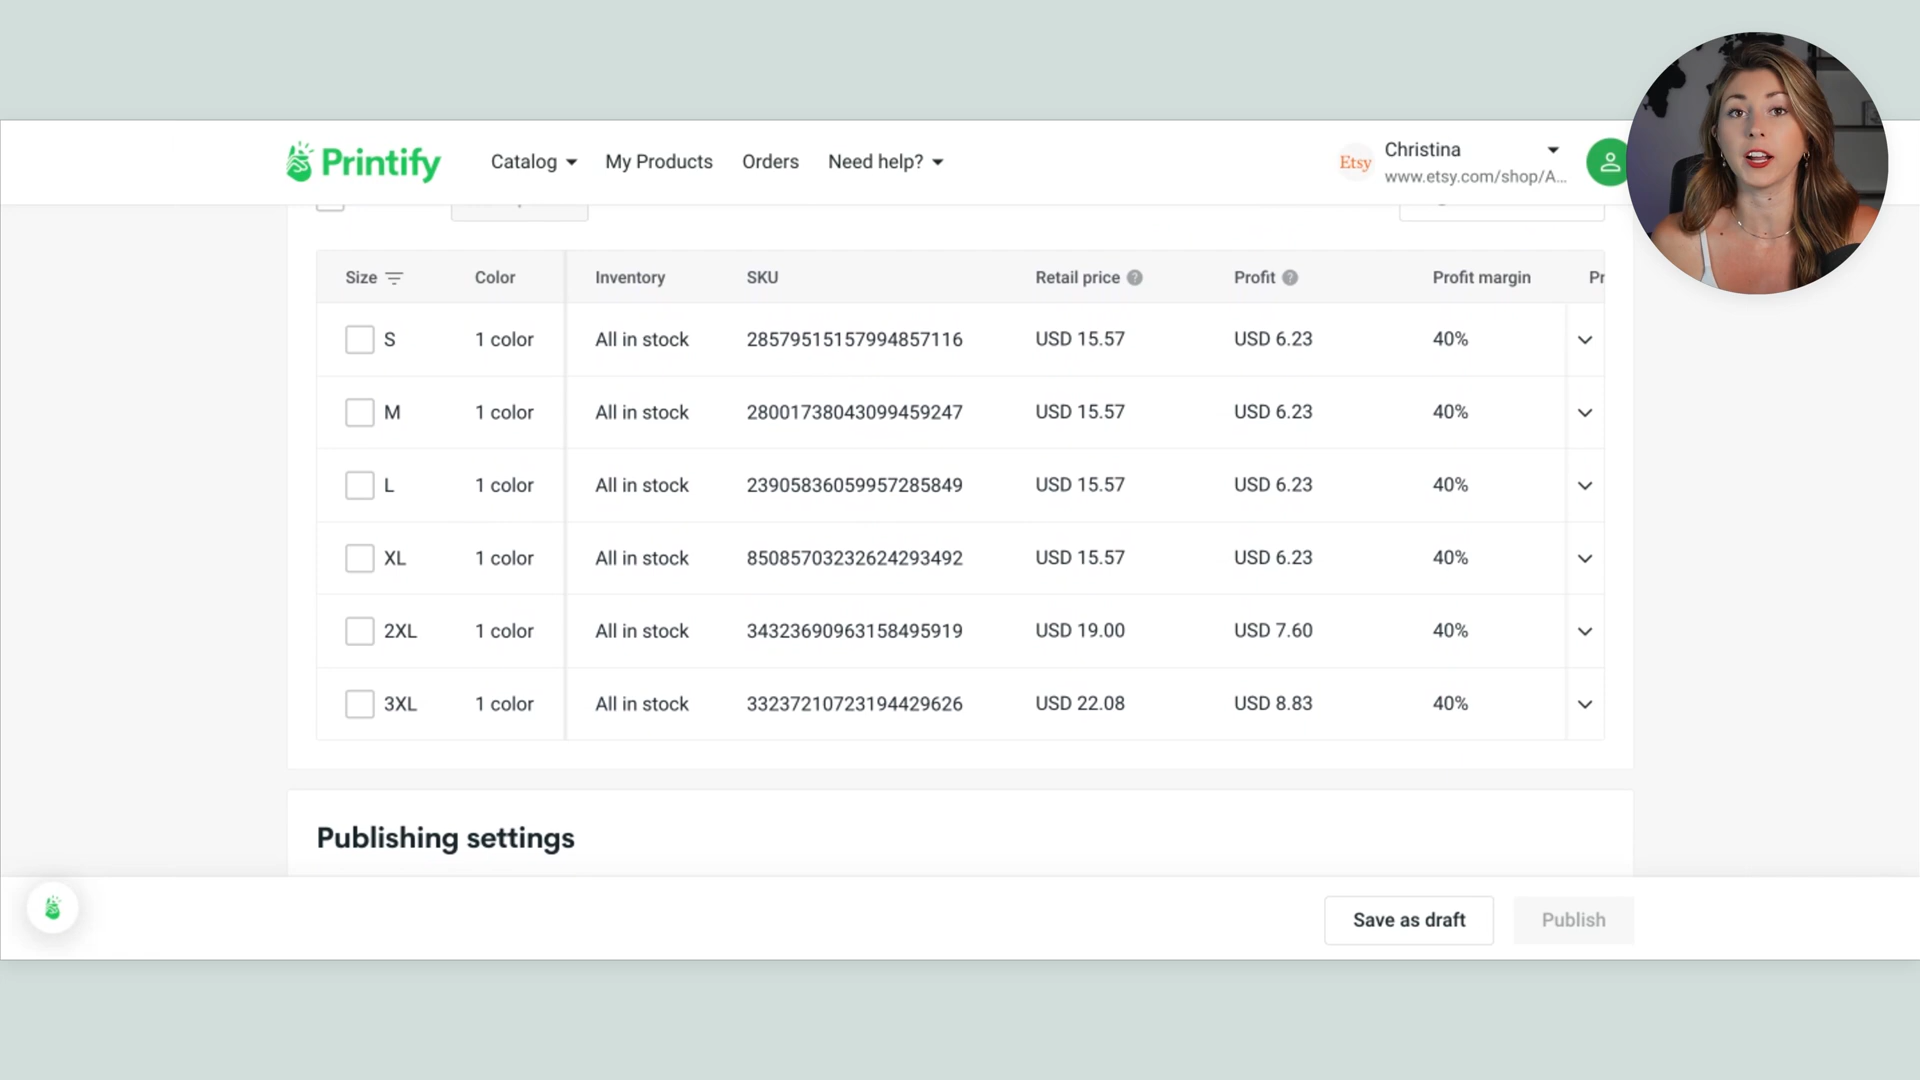 Printify
Catalog
My Products
Orders
Need help?
Etsy
Christina
www.etsy.com/shop/A...
Size Color Inventory SKU Retail price Profit Profit margin Pr
S 1 color All in stock 28579515157994857116 USD 15.57 USD 6.23 40%
M 1 color All in stock 28001738043099459247 USD 15.57 USD 6.23 40%
L 1 color All in stock 23905836059957285849 USD 15.57 USD 6.23 40%
XL 1 color All in stock 85085703232624293492 USD 15.57 USD 6.23 40%
2XL 1 color All in stock 34323690963158495919 USD 19.00 USD 7.60 40%
3XL 1 color All in stock 33237210723194429626 USD 22.08 USD 8.83 40%
Publishing settings
Save as draft
Publish